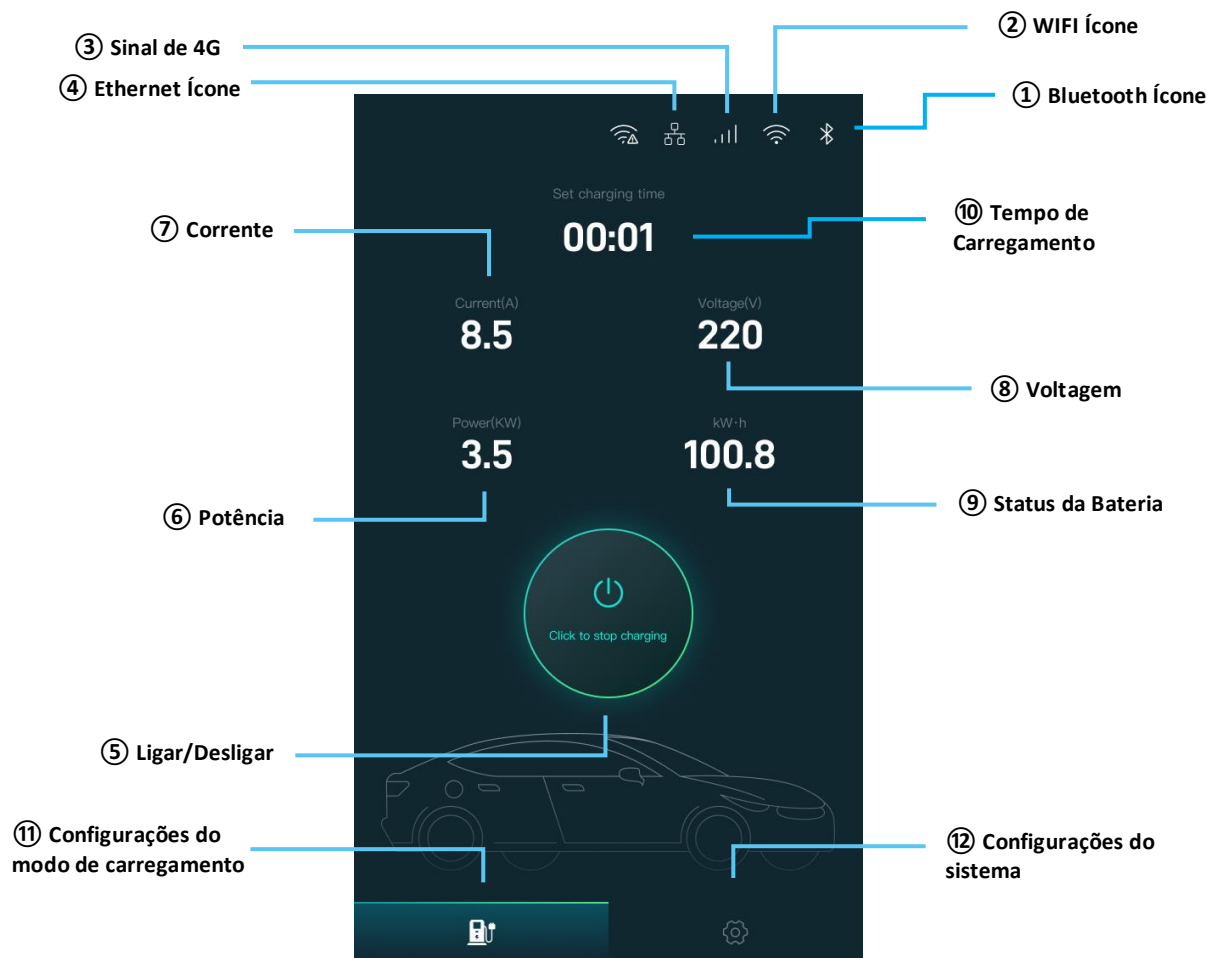 ② WIFI Ícone
③ Sinal de 4G
④ Ethernet Ícone
① Bluetooth Ícone
Set charging time
00:01
⑩ Tempo de
Carregamento
⑦ Corrente
Current(A)
8.5
Voltage(V)
220
⑧ Voltagem
Power(KW)
3.5
kW·h
100.8
⑥ Potência
⑨ Status da Bateria
Click to stop charging
⑤ Ligar/Desligar
⑪ Configurações do
modo de carregamento
⑫ Configurações do
sistema